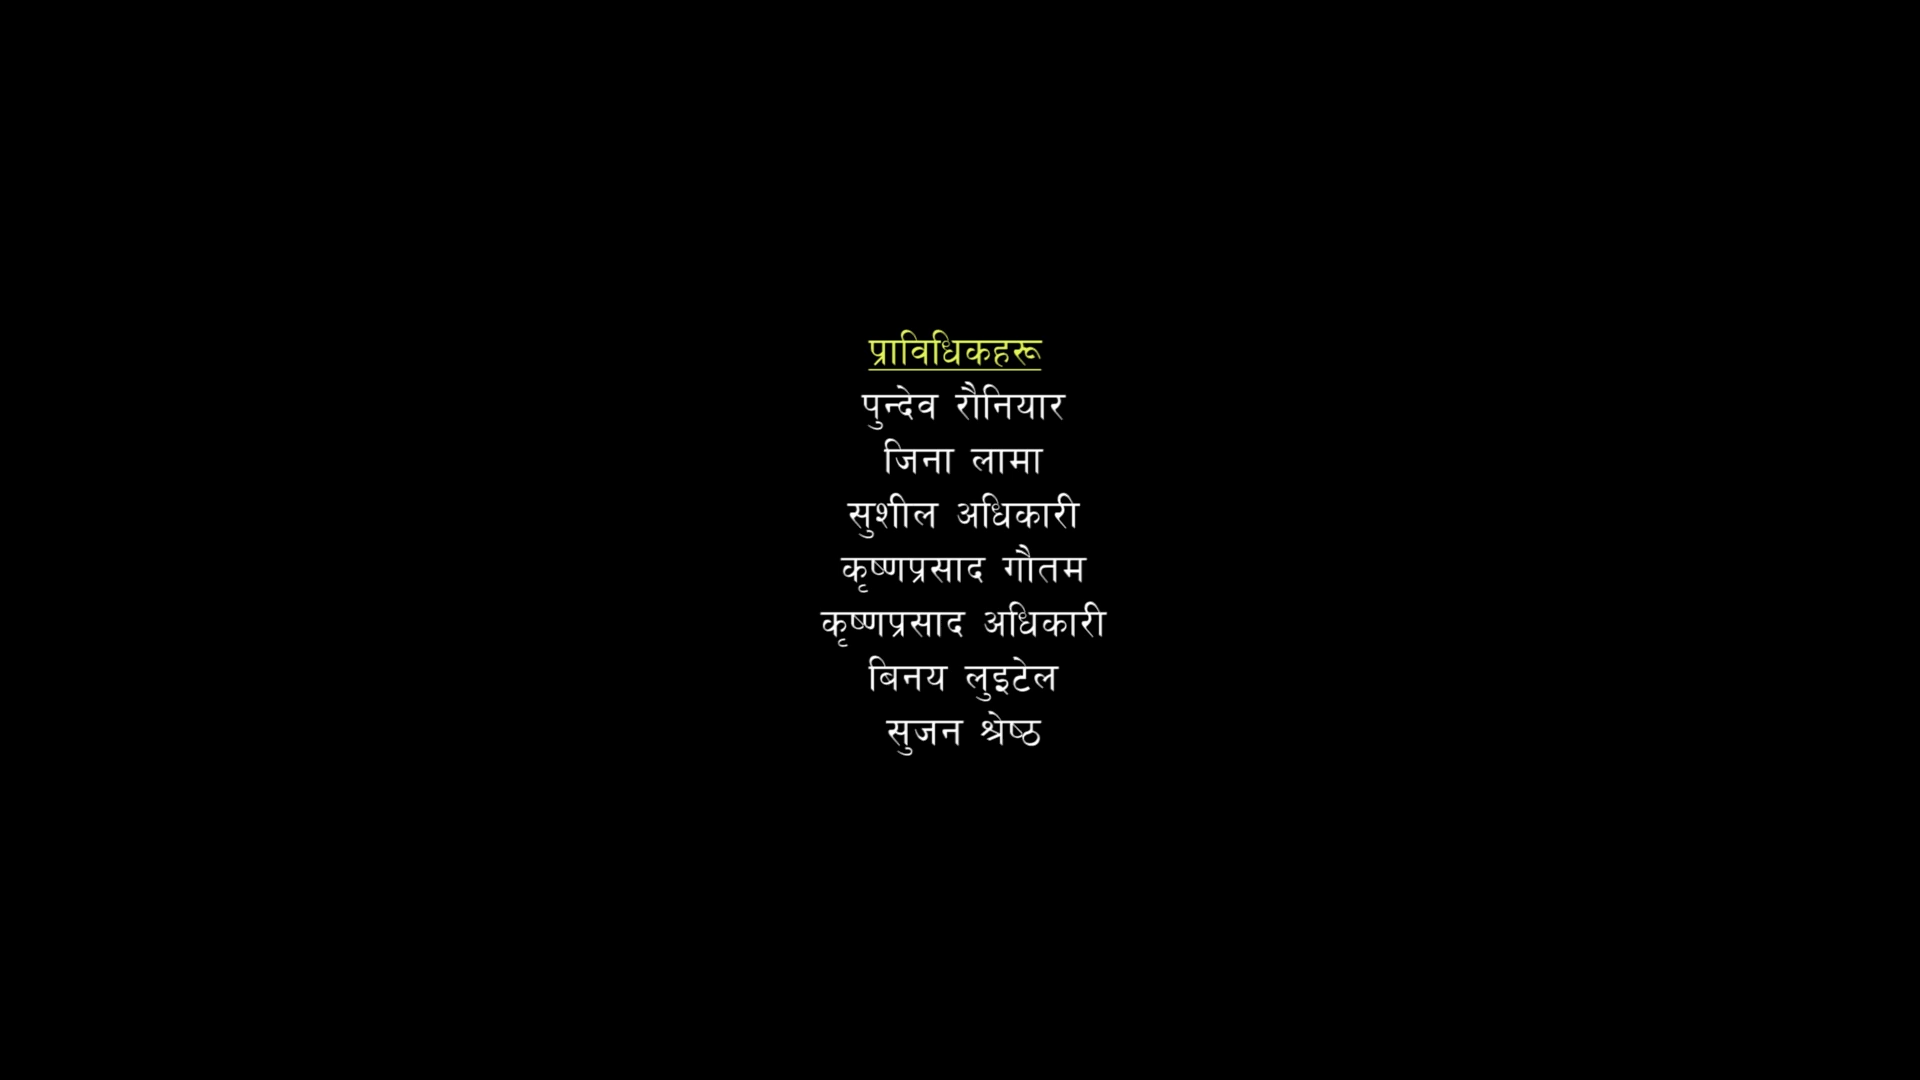 प्राविधिकहरू
पुन्देव रौनियार
जिना लामा
सुशील अधिकारी
कृष्णप्रसाद गौतम
कृष्णप्रसाद अधिकारी
बिनय लुइटेल
सुजन श्रेष्ठ